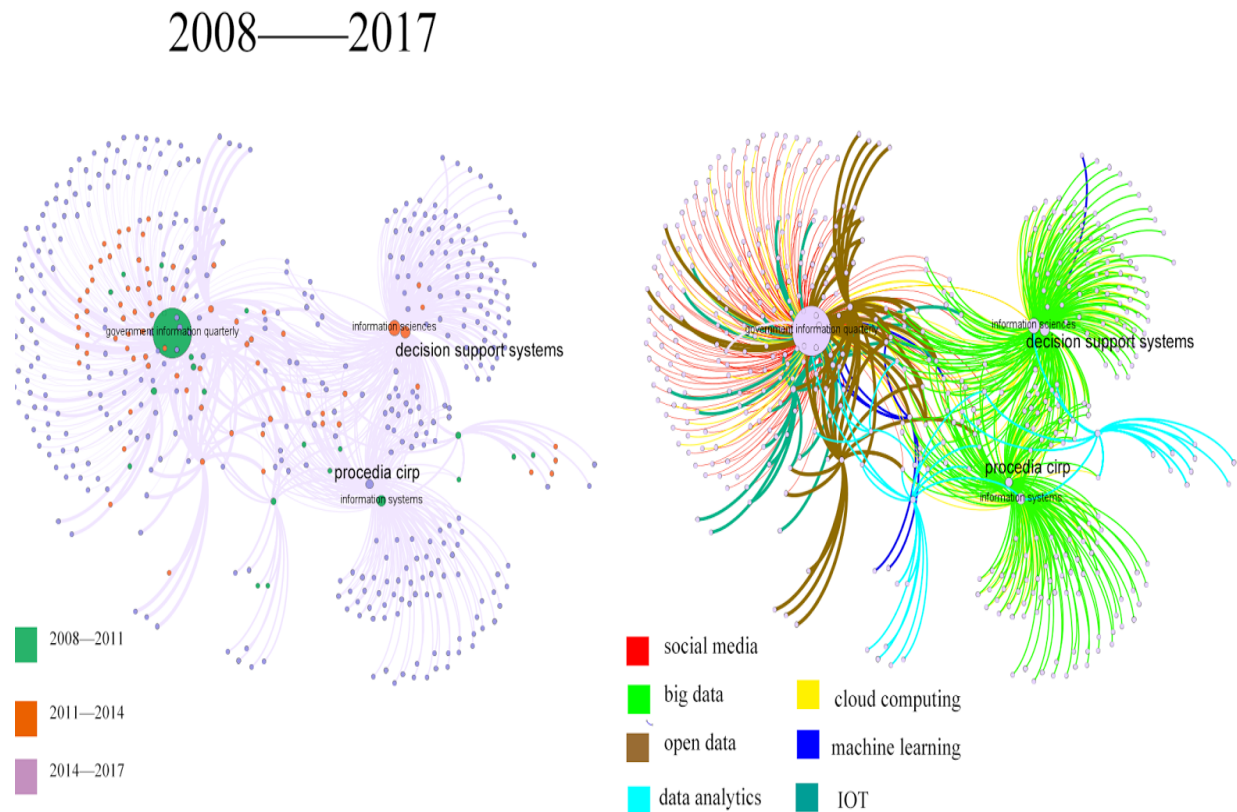 2008——2017
government information quarterly
information sciences
decision support systems
procedia cirp
information systems
2008—2011
2011—2014
2014—2017
government information quarterly
information sciences
decision support systems
procedia cirp
information systems
social media
big data
open data
data analytics
cloud computing
machine learning
IOT